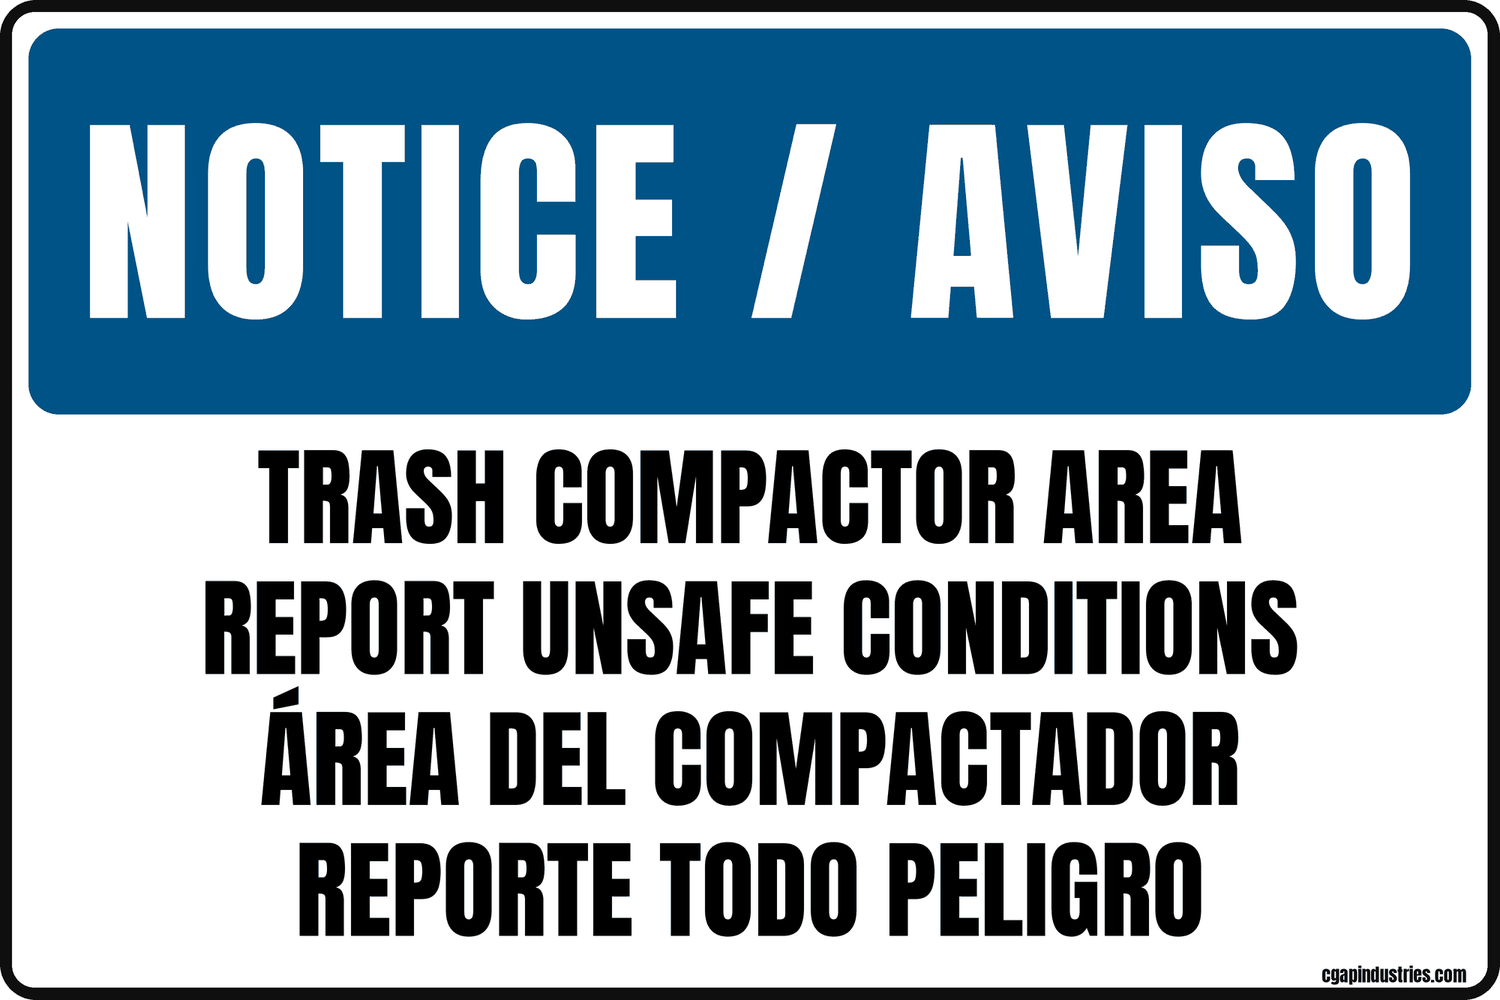 NOTICE / AVISO
TRASH COMPACTOR AREA
REPORT UNSAFE CONDITIONS
ÁREA DEL COMPACTADOR
REPORTE TODO PELIGRO
cgapindustries.com